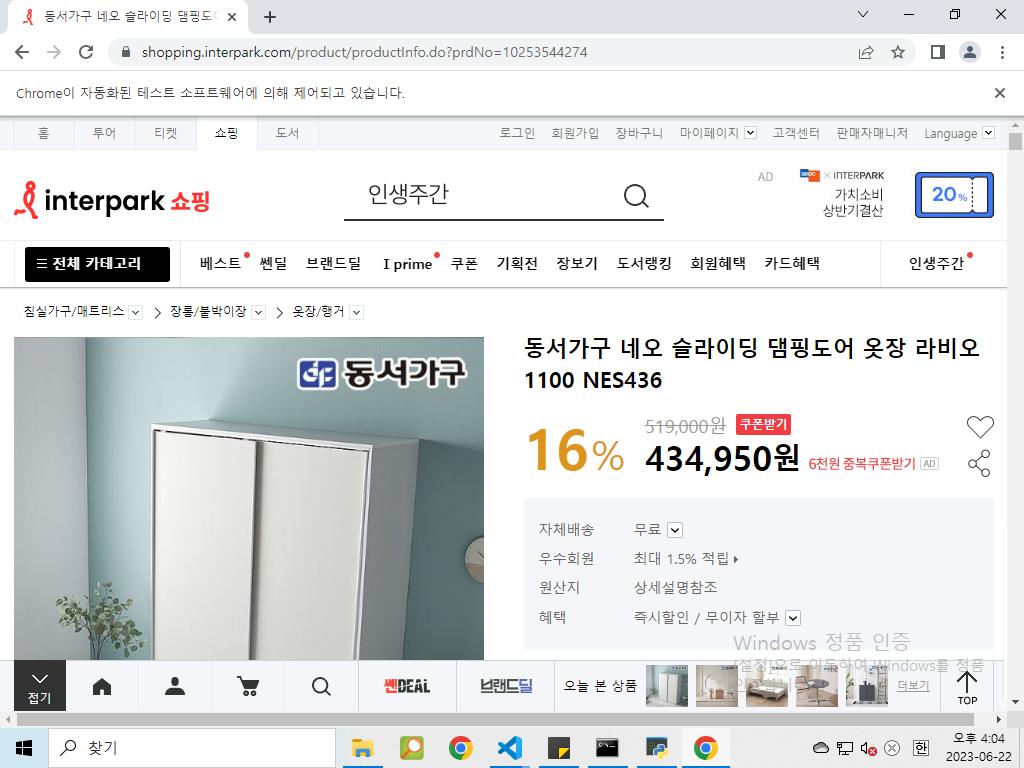 동서가구 네오 슬라이딩 댐핑도어
shopping.interpark.com/product/productInfo.do?prdNo=10253544274
Chrome이 자동화된 테스트 소프트웨어에 의해 제어되고 있습니다.
홈 투어 티켓 쇼핑 도서 로그인 회원가입 장바구니 마이페이지 고객센터 판매자매니저 Language
interpark 쇼핑
인생주간
AD
× INTERPARK
가치소비
상반기결산
20%
전체 카테고리 베스트 쎈딜 브랜드딜 I prime 쿠폰 기획전 장보기 도서랭킹 회원혜택 카드혜택 인생주간
침실가구/매트리스 장롱/붙박이장 옷장/행거
동서가구
동서가구 네오 슬라이딩 댐핑도어 옷장 라비오
1100 NES436
16%
519,000원 쿠폰받기
434,950원 6천원 중복쿠폰받기 AD
자체배송 무료
우수회원 최대 1.5% 적립
원산지 상세설명참조
혜택 즉시할인 / 무이자 할부
Windows 정품 인증
[설정]으로 이동하여 Windows를 정품
접기
쎈DEAL
브랜드딜
오늘 본 상품
더보기
TOP
찾기
한
오후 4:04
2023-06-22